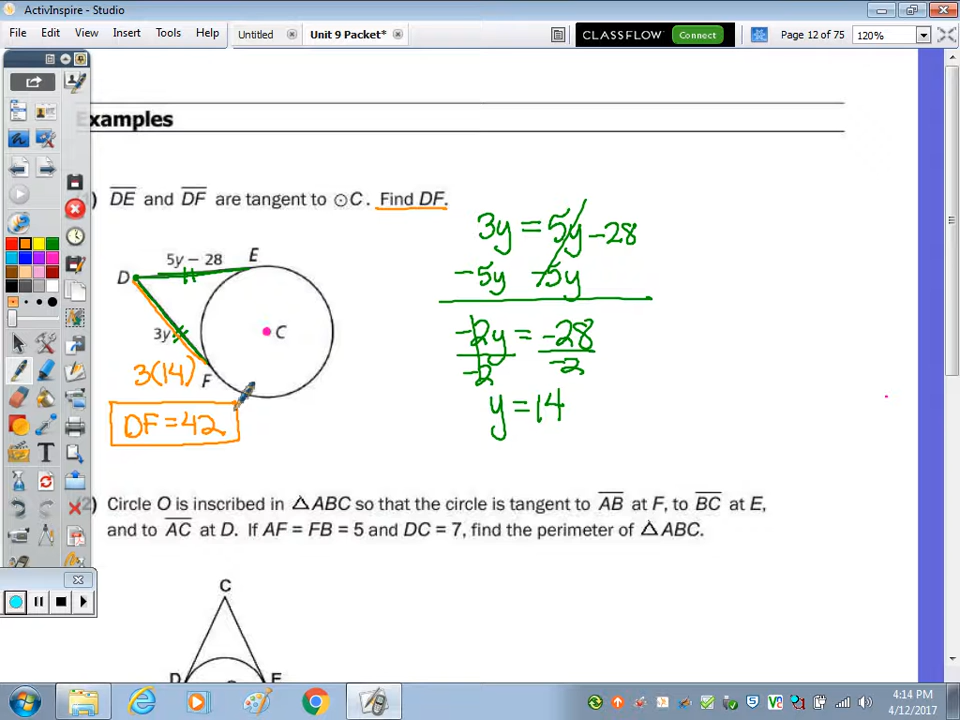 ActivInspire - Studio
File Edit View Insert Tools Help Untitled Unit 9 Packet* CLASSFLOW Connect Page 12 of 75 120%
Examples
DE and DF are tangent to ⊙C. Find DF.
3y = 5y - 28
-5y -5y
-2y = -28
-2 -2
y = 14
5y − 28 E
D
3y C
3(14) F
DF = 42
2) Circle O is inscribed in △ABC so that the circle is tangent to AB at F, to BC at E,
and to AC at D. If AF = FB = 5 and DC = 7, find the perimeter of △ABC.
C
D E
4:14 PM
4/12/2017